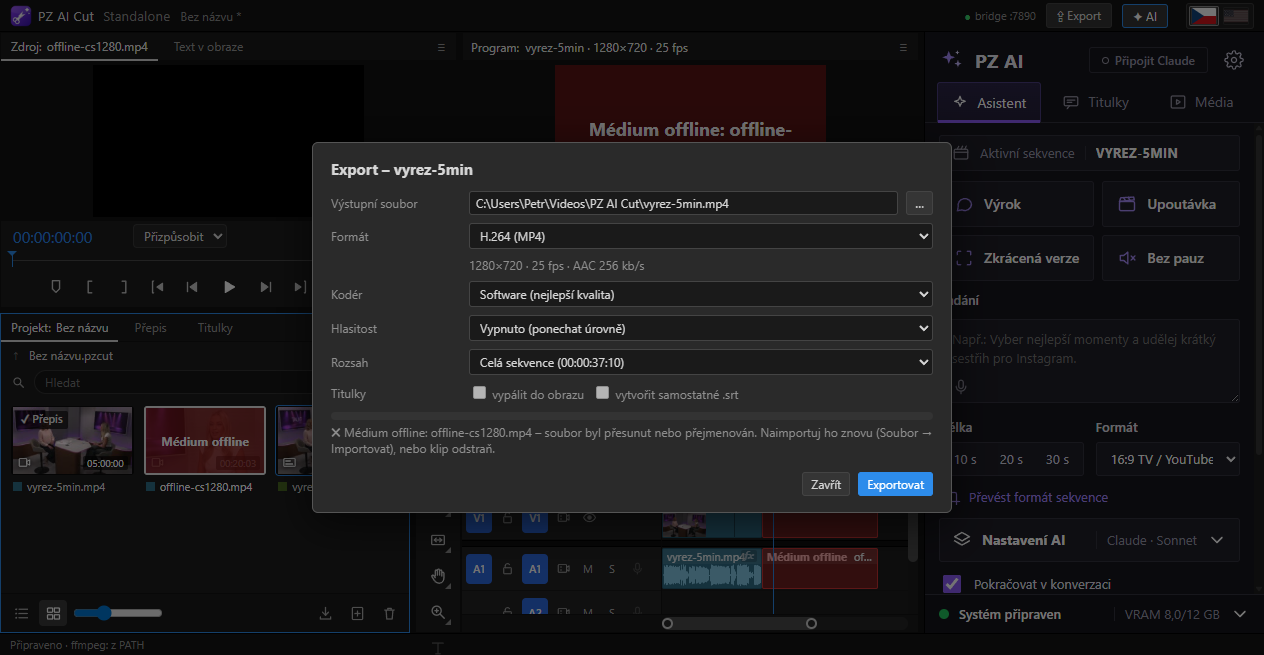 PZ AI Cut Standalone Bez názvu * bridge :7890 Export AI
Zdroj: offline-cs1280.mp4 Text v obraze
Program: vyrez-5min · 1280×720 · 25 fps
PZ AI Připojit Claude
Asistent Titulky Média
Médium offline: offline-
Aktivní sekvence VYREZ-5MIN
Výrok Upoutávka
Zkrácená verze Bez pauz
Např.: Vyber nejlepší momenty a udělej krátký
sestřih pro Instagram.
Formát
10 s 20 s 30 s 16:9 TV / YouTube
Převést formát sekvence
Nastavení AI Claude · Sonnet
Pokračovat v konverzaci
Systém připraven VRAM 8,0/12 GB
00:00:00:00 Přizpůsobit
Projekt: Bez názvu Přepis Titulky
Bez názvu.pzcut
Hledat
✓ Přepis
05:00:00
Médium offline
00:20:03
vyrez-5min.mp4 offline-cs1280.mp4 vyre
Export – vyrez-5min
Výstupní soubor C:\Users\Petr\Videos\PZ AI Cut\vyrez-5min.mp4 ...
Formát H.264 (MP4)
1280×720 · 25 fps · AAC 256 kb/s
Kodér Software (nejlepší kvalita)
Hlasitost Vypnuto (ponechat úrovně)
Rozsah Celá sekvence (00:00:37:10)
Titulky vypálit do obrazu vytvořit samostatné .srt
✕ Médium offline: offline-cs1280.mp4 – soubor byl přesunut nebo přejmenován. Naimportuj ho znovu (Soubor →
Importovat), nebo klip odstraň.
Zavřít Exportovat
V1 V1
A1 A1 M S
vyrez-5min.mp4 fx Médium offline of...
A2 M S
Připraveno · ffmpeg: z PATH